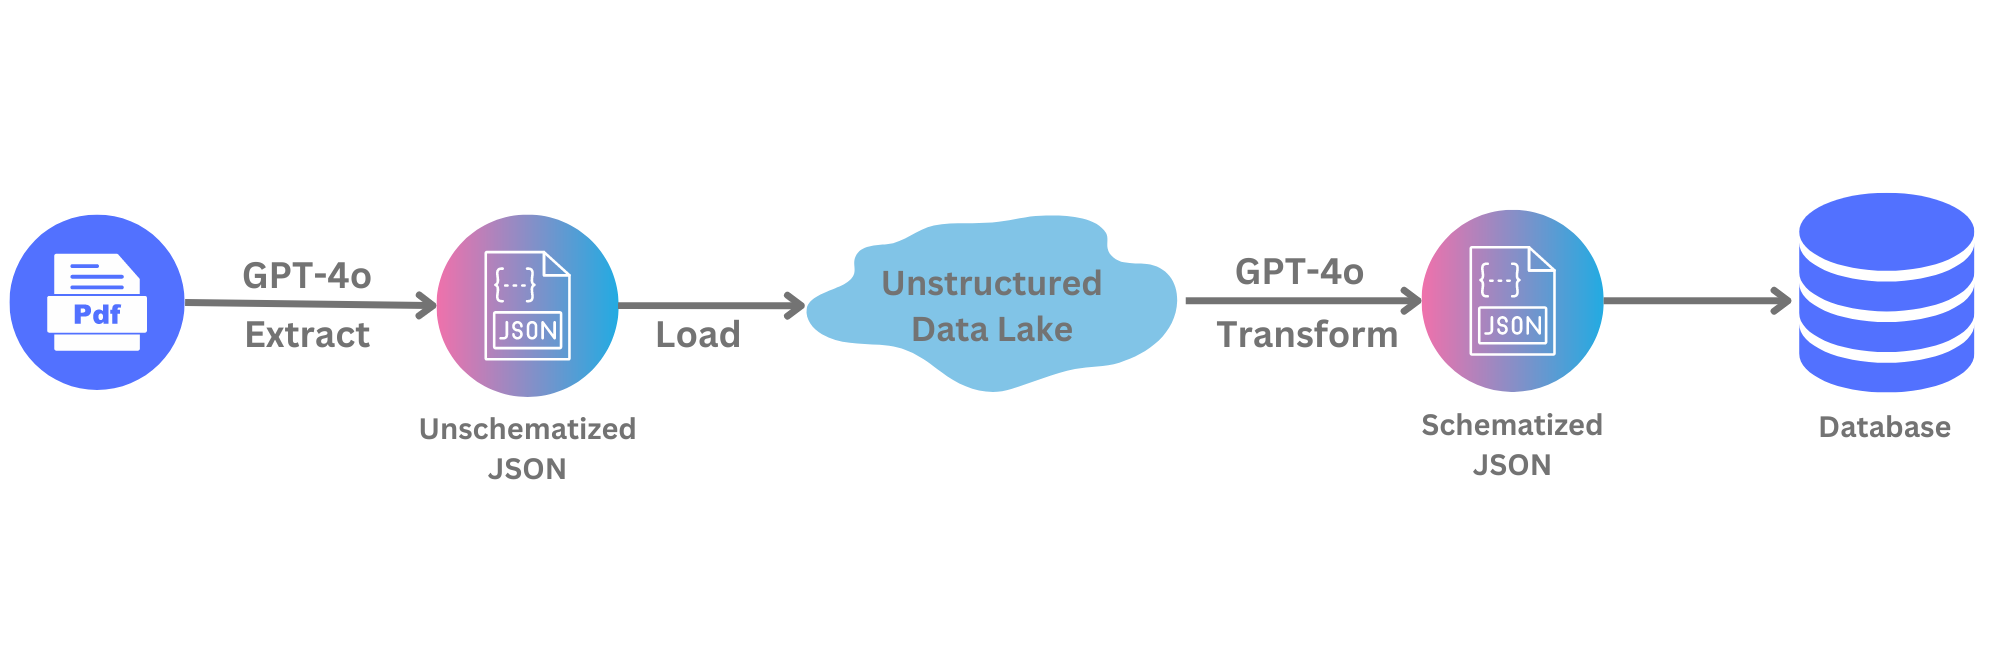 Pdf
GPT-4o
Extract
{---}
JSON
Unschematized
JSON
Load
Unstructured
Data Lake
GPT-4o
Transform
{---}
JSON
Schematized
JSON
Database